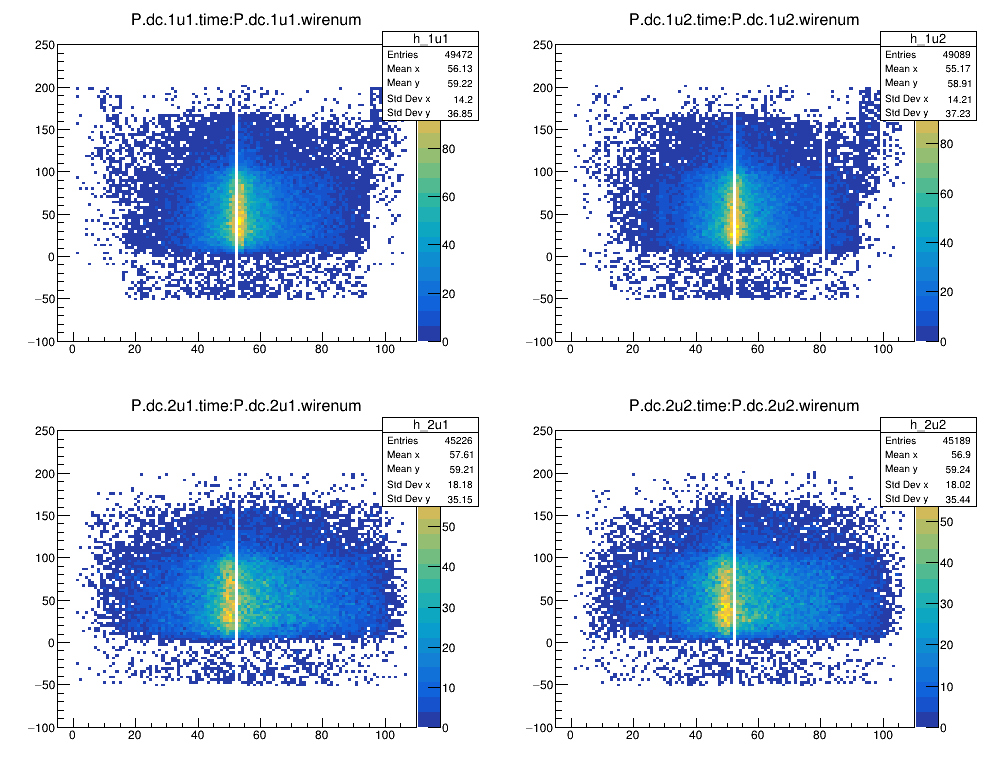 P.dc.1u1.time:P.dc.1u1.wirenum
h_1u1
Entries 49472
Mean x 56.13
Mean y 59.22
Std Dev x 14.2
Std Dev y 36.85
250
200
150
100
50
0
−50
−100
0 20 40 60 80 100
80
60
40
20
0
P.dc.1u2.time:P.dc.1u2.wirenum
h_1u2
Entries 49089
Mean x 55.17
Mean y 58.91
Std Dev x 14.21
Std Dev y 37.23
250
200
150
100
50
0
−50
−100
0 20 40 60 80 100
80
60
40
20
0
P.dc.2u1.time:P.dc.2u1.wirenum
h_2u1
Entries 45226
Mean x 57.61
Mean y 59.21
Std Dev x 18.18
Std Dev y 35.15
250
200
150
100
50
0
−50
−100
0 20 40 60 80 100
50
40
30
20
10
0
P.dc.2u2.time:P.dc.2u2.wirenum
h_2u2
Entries 45189
Mean x 56.9
Mean y 59.24
Std Dev x 18.02
Std Dev y 35.44
250
200
150
100
50
0
−50
−100
0 20 40 60 80 100
50
40
30
20
10
0